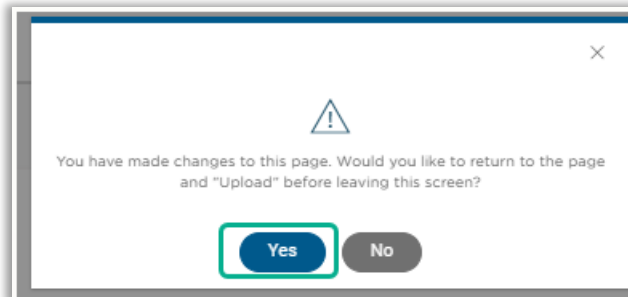 You have made changes to this page. Would you like to return to the page
and "Upload" before leaving this screen?
Yes No